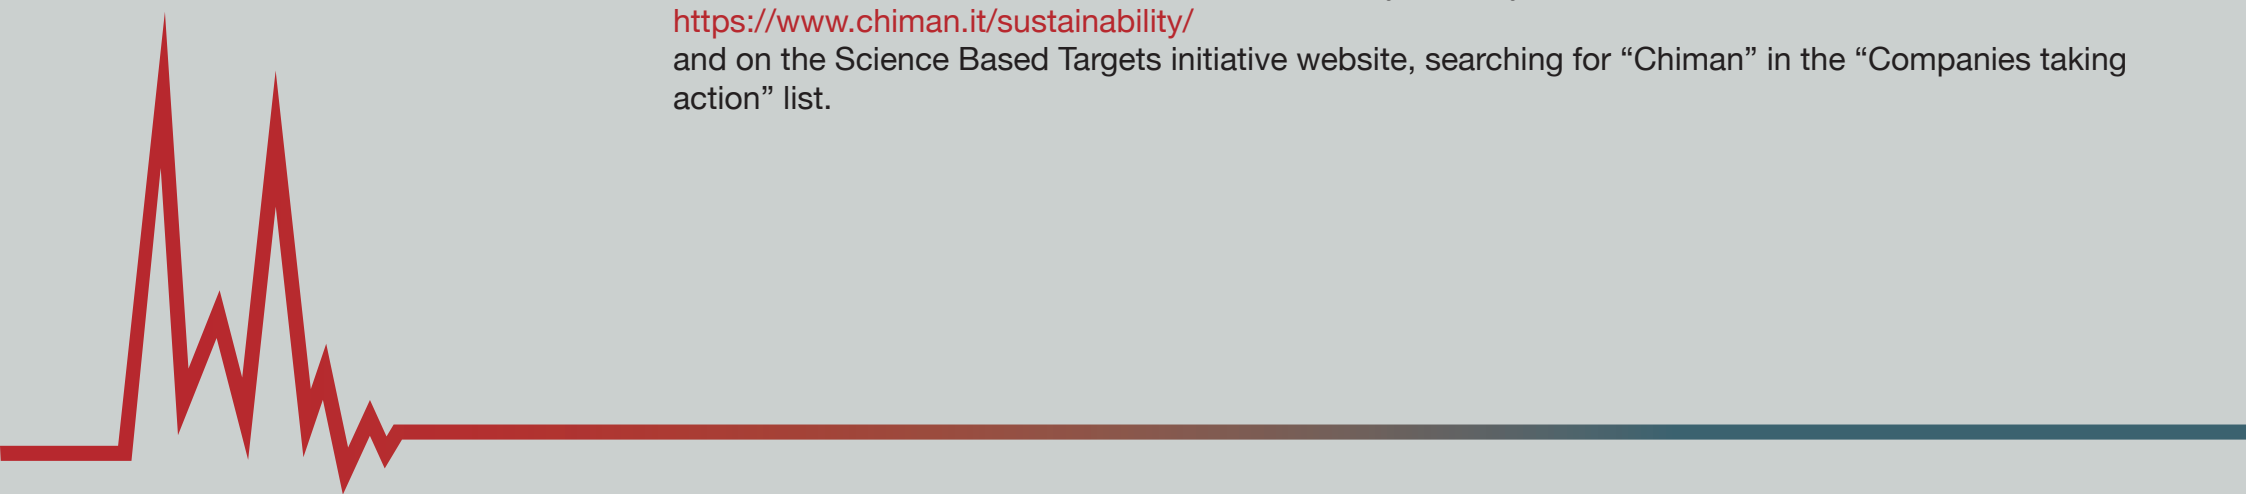 https://www.chiman.it/sustainability/
and on the Science Based Targets initiative website, searching for “Chiman” in the “Companies taking
action” list.